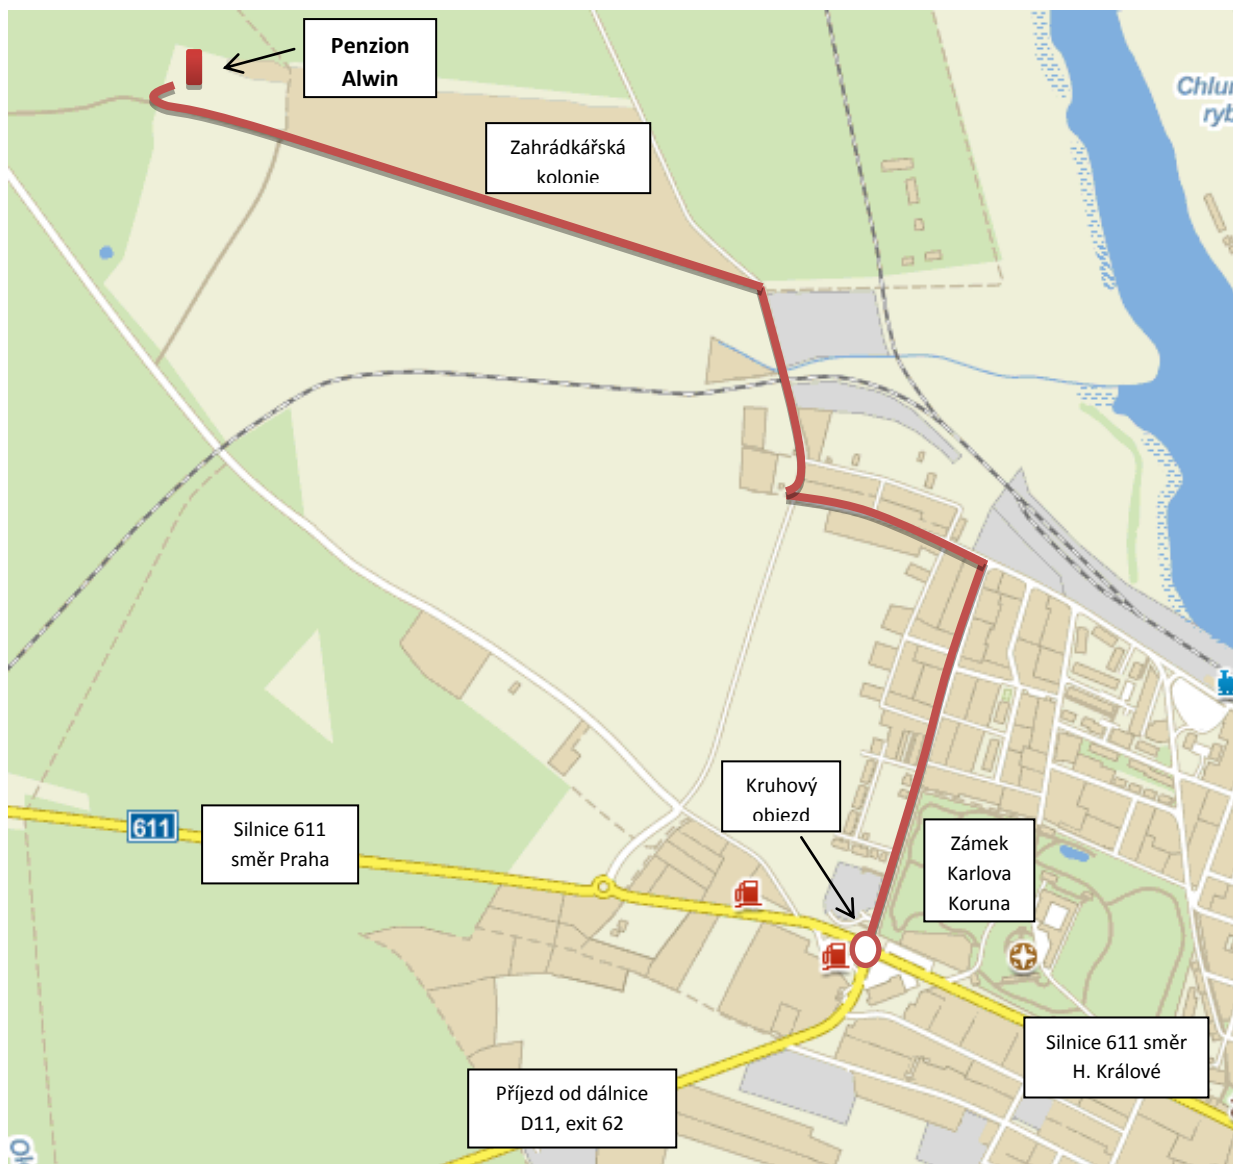 Penzion
Alwin
Chlum
ryb
Zahrádkářská
kolonie
Kruhový
objezd
611
Silnice 611
směr Praha
Zámek
Karlova
Koruna
Silnice 611 směr
H. Králové
Příjezd od dálnice
D11, exit 62